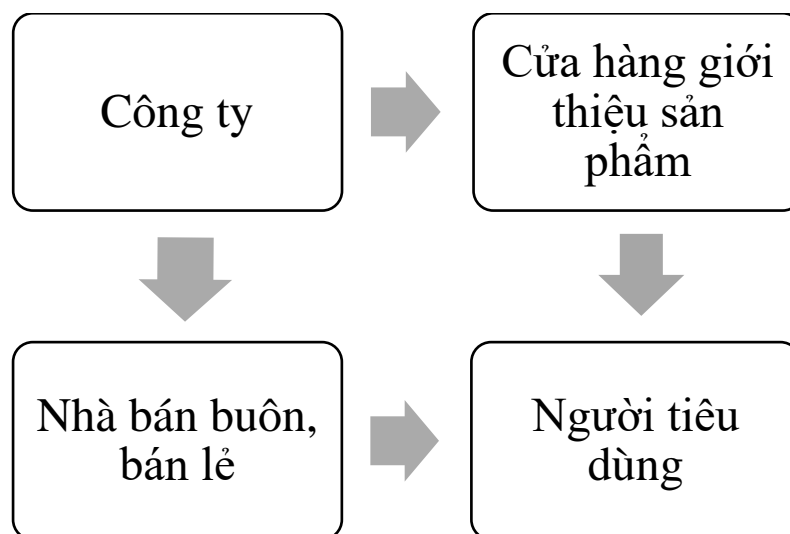 Công ty
Cửa hàng giới
thiệu sản
phẩm
Nhà bán buôn,
bán lẻ
Người tiêu
dùng